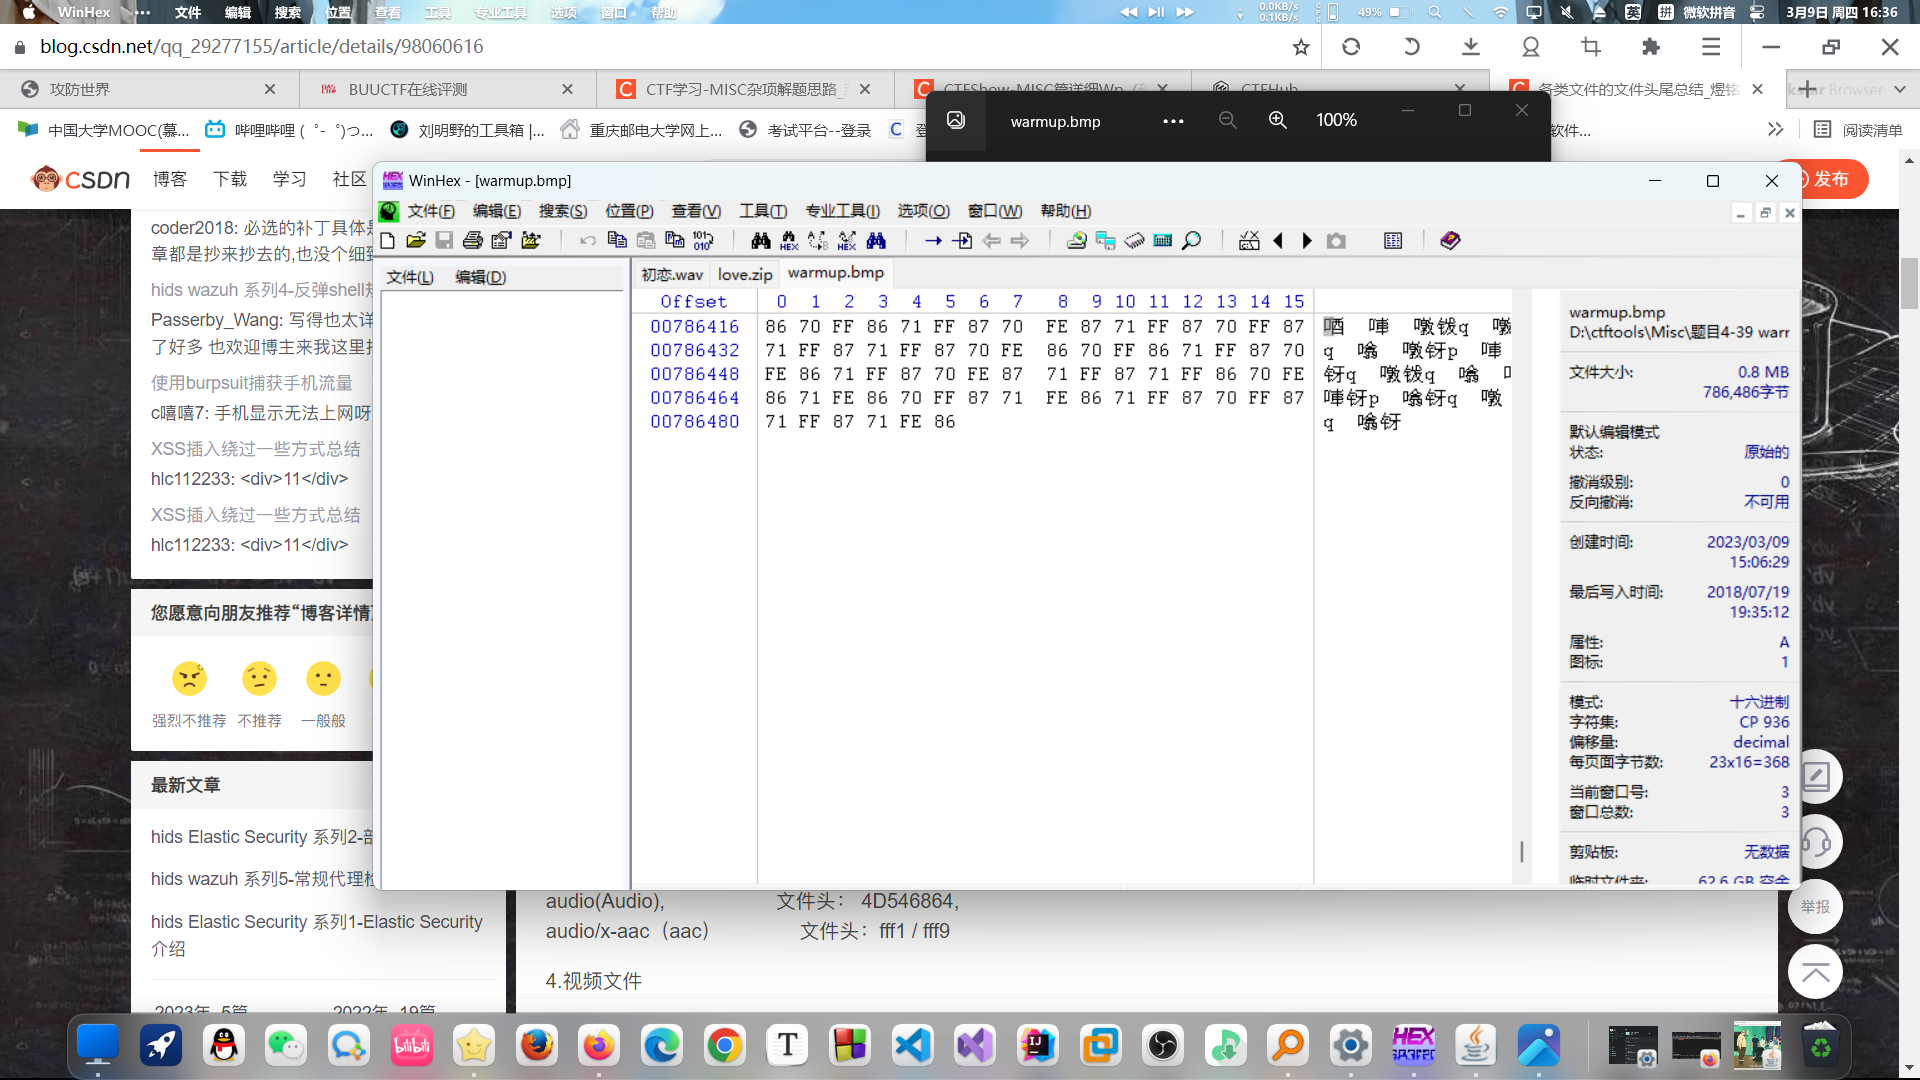 WinHex ••• 文件 编辑 搜索 位置 查看 工具 专业工具 选项 窗口 帮助
0.0KB/s
0.1KB/s
49%
英 拼 微软拼音 3月9日 周四 16:36
blog.csdn.net/qq_29277155/article/details/98060616
攻防世界
BUUCTF在线评测
CTF学习-MISC杂项解题思路_
CTFShow-MISC篇详细Wp
CTFHub
各类文件的文件头尾总结_煜铭
Browser
中国大学MOOC(慕...
哔哩哔哩 ( ゜- ゜)つ...
刘明野的工具箱 |...
重庆邮电大学网上...
考试平台--登录
软件...
阅读清单
warmup.bmp ••• 100%
CSDN 博客 下载 学习 社区
发布
WinHex - [warmup.bmp]
文件(F) 编辑(E) 搜索(S) 位置(P) 查看(V) 工具(T) 专业工具(I) 选项(O) 窗口(W) 帮助(H)
文件(L) 编辑(D)
初恋.wav love.zip warmup.bmp
Offset 0 1 2 3 4 5 6 7 8 9 10 11 12 13 14 15
00786416 86 70 FF 86 71 FF 87 70 FE 87 71 FF 87 70 FF 87
00786432 71 FF 87 71 FF 87 70 FE 86 70 FF 86 71 FF 87 70
00786448 FE 86 71 FF 87 70 FE 87 71 FF 87 71 FF 86 70 FE
00786464 86 71 FE 86 70 FF 87 71 FE 86 71 FF 87 70 FF 87
00786480 71 FF 87 71 FE 86
warmup.bmp
D:\ctftools\Misc\题目4-39 warr
文件大小: 0.8 MB
786,486字节
默认编辑模式
状态: 原始的
撤消级别: 0
反向撤消: 不可用
创建时间: 2023/03/09
15:06:29
最后写入时间: 2018/07/19
19:35:12
属性: A
图标: 1
模式: 十六进制
字符集: CP 936
偏移量: decimal
每页面字节数: 23x16=368
当前窗口号: 3
窗口总数: 3
剪贴板: 无数据
临时文件夹: 62.6 GB 空余
coder2018: 必选的补丁具体是
章都是抄来抄去的,也没个细致
hids wazuh 系列4-反弹shell规
Passerby_Wang: 写得也太详
了好多 也欢迎博主来我这里指
使用burpsuit捕获手机流量
c嘻嘻7: 手机显示无法上网呀
XSS插入绕过一些方式总结
hlc112233: <div>11</div>
XSS插入绕过一些方式总结
hlc112233: <div>11</div>
您愿意向朋友推荐“博客详情
强烈不推荐 不推荐 一般般
最新文章
hids Elastic Security 系列2-部
hids wazuh 系列5-常规代理检
hids Elastic Security 系列1-Elastic Security
介绍
2023年 5篇 2022年 19篇
audio(Audio), 文件头： 4D546864,
audio/x-aac（aac） 文件头：fff1 / fff9
4.视频文件
举报
bilibili
T
IJ
HEX